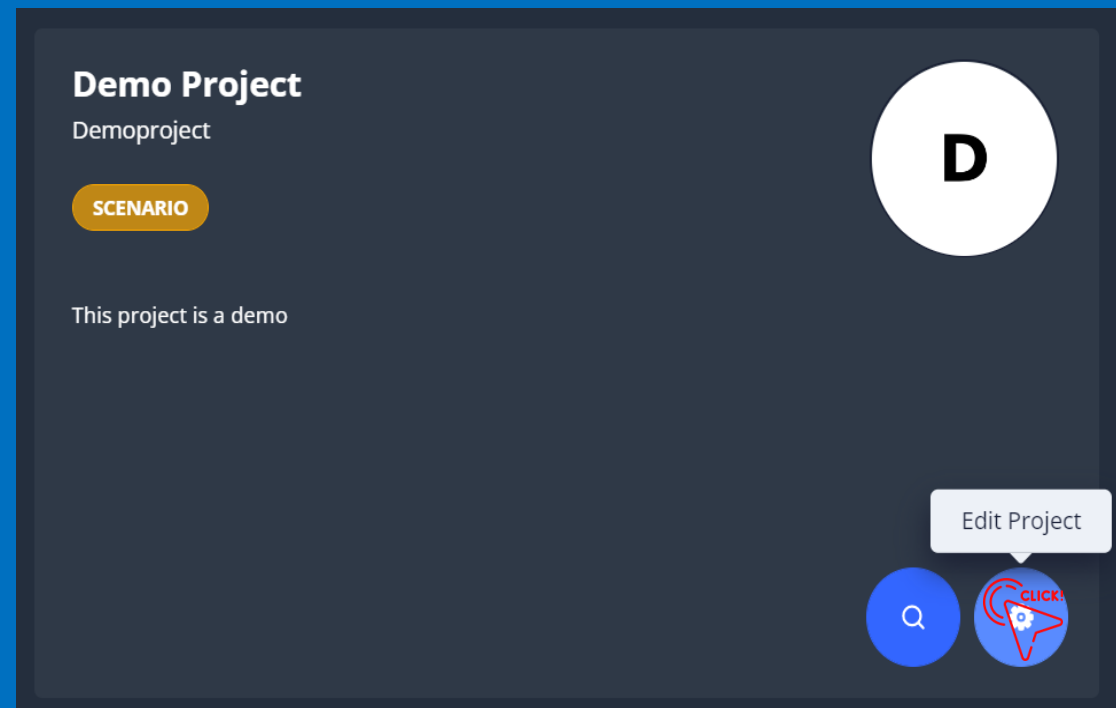 Demo Project
Demoproject
D
SCENARIO
This project is a demo
Edit Project
CLICK!